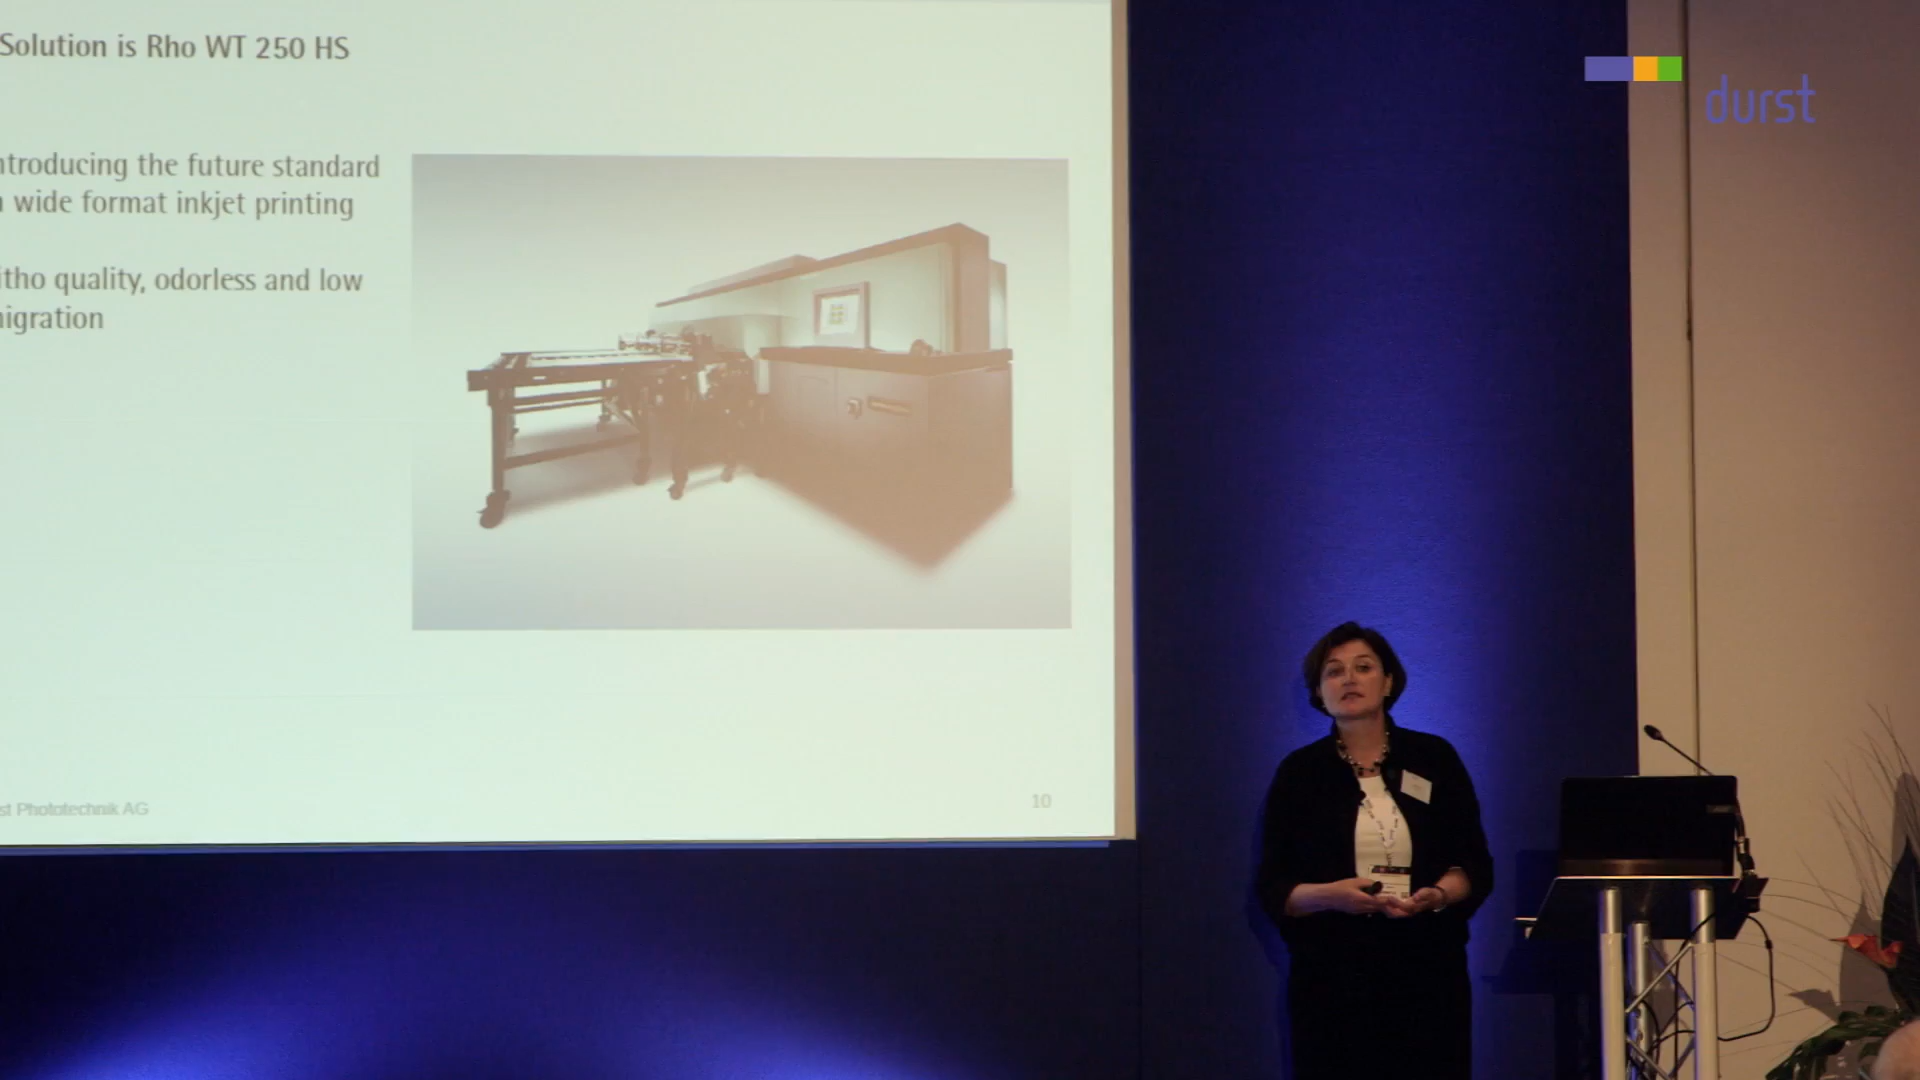 Solution is Rho WT 250 HS
durst
ntroducing the future standard
wide format inkjet printing
itho quality, odorless and low
igration
st Phototechnik AG
10